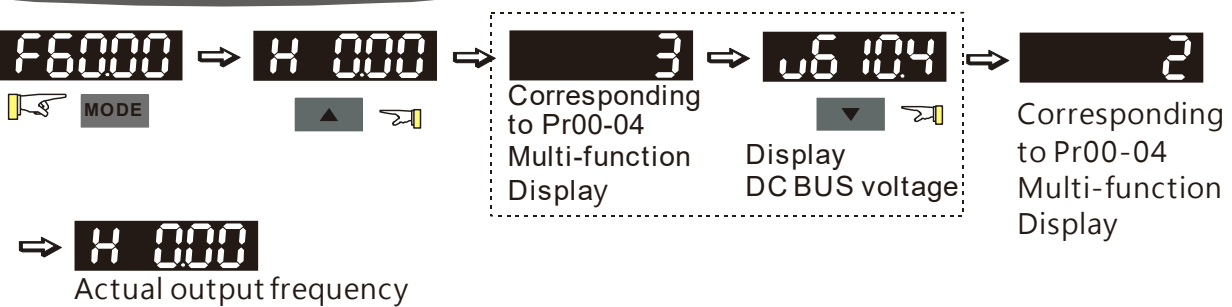 F60.00
H 0.00
3
u610.4
2
MODE
▲
▼
Corresponding
to Pr00-04
Multi-function
Display
Display
DC BUS voltage
Corresponding
to Pr00-04
Multi-function
Display
H 0.00
Actual output frequency